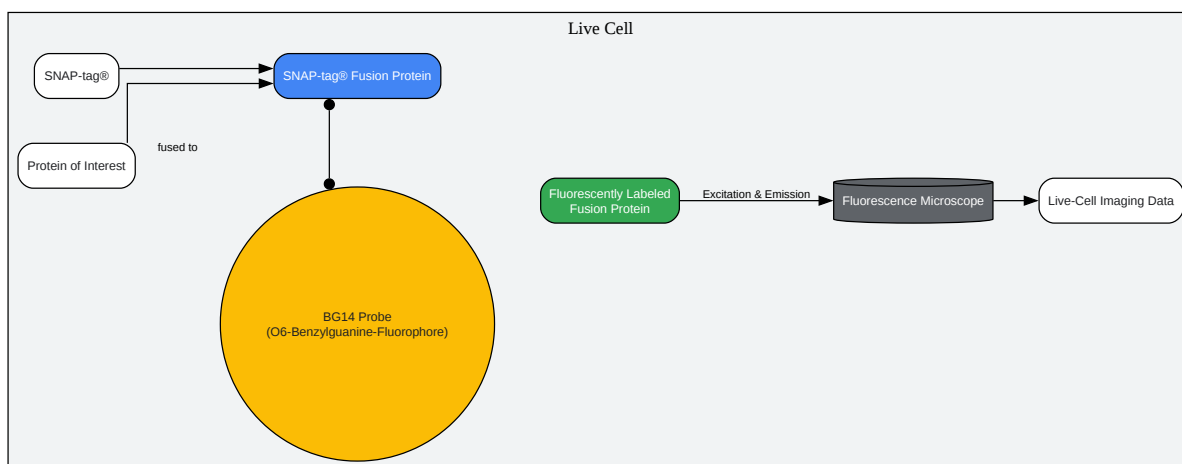 Live Cell
SNAP-tag®
SNAP-tag® Fusion Protein
fused to
Protein of Interest
Fluorescently Labeled
Fusion Protein
Excitation & Emission
Fluorescence Microscope
Live-Cell Imaging Data
BG14 Probe
(O6-Benzylguanine-Fluorophore)